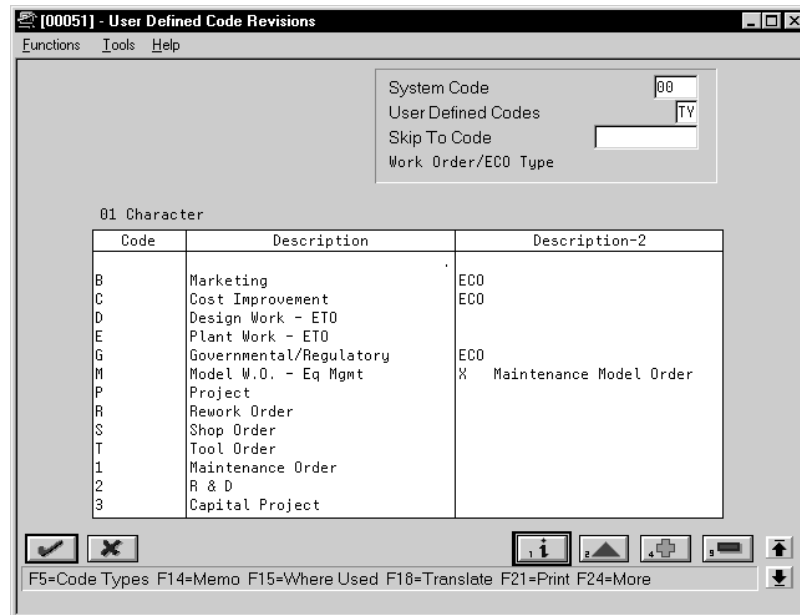 [00051] - User Defined Code Revisions
Functions Tools Help
System Code 00
User Defined Codes TY
Skip To Code
Work Order/ECO Type
01 Character
Code Description Description-2
.
B Marketing ECO
C Cost Improvement ECO
D Design Work - ETO
E Plant Work - ETO
G Governmental/Regulatory ECO
M Model W.O. - Eq Mgmt X Maintenance Model Order
P Project
R Rework Order
S Shop Order
T Tool Order
1 Maintenance Order
2 R & D
3 Capital Project
1 i 2 4 9
F5=Code Types F14=Memo F15=Where Used F18=Translate F21=Print F24=More